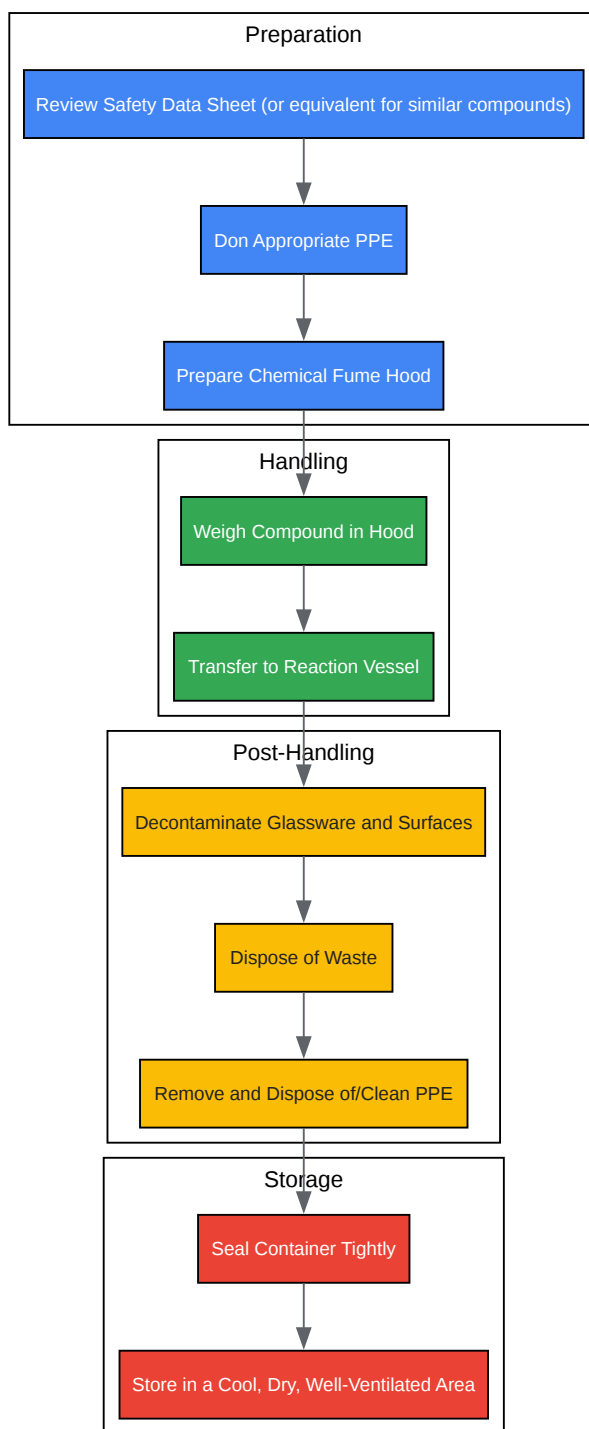 Preparation
Review Safety Data Sheet (or equivalent for similar compounds)
Don Appropriate PPE
Prepare Chemical Fume Hood
Handling
Weigh Compound in Hood
Transfer to Reaction Vessel
Post-Handling
Decontaminate Glassware and Surfaces
Dispose of Waste
Remove and Dispose of/Clean PPE
Storage
Seal Container Tightly
Store in a Cool, Dry, Well-Ventilated Area